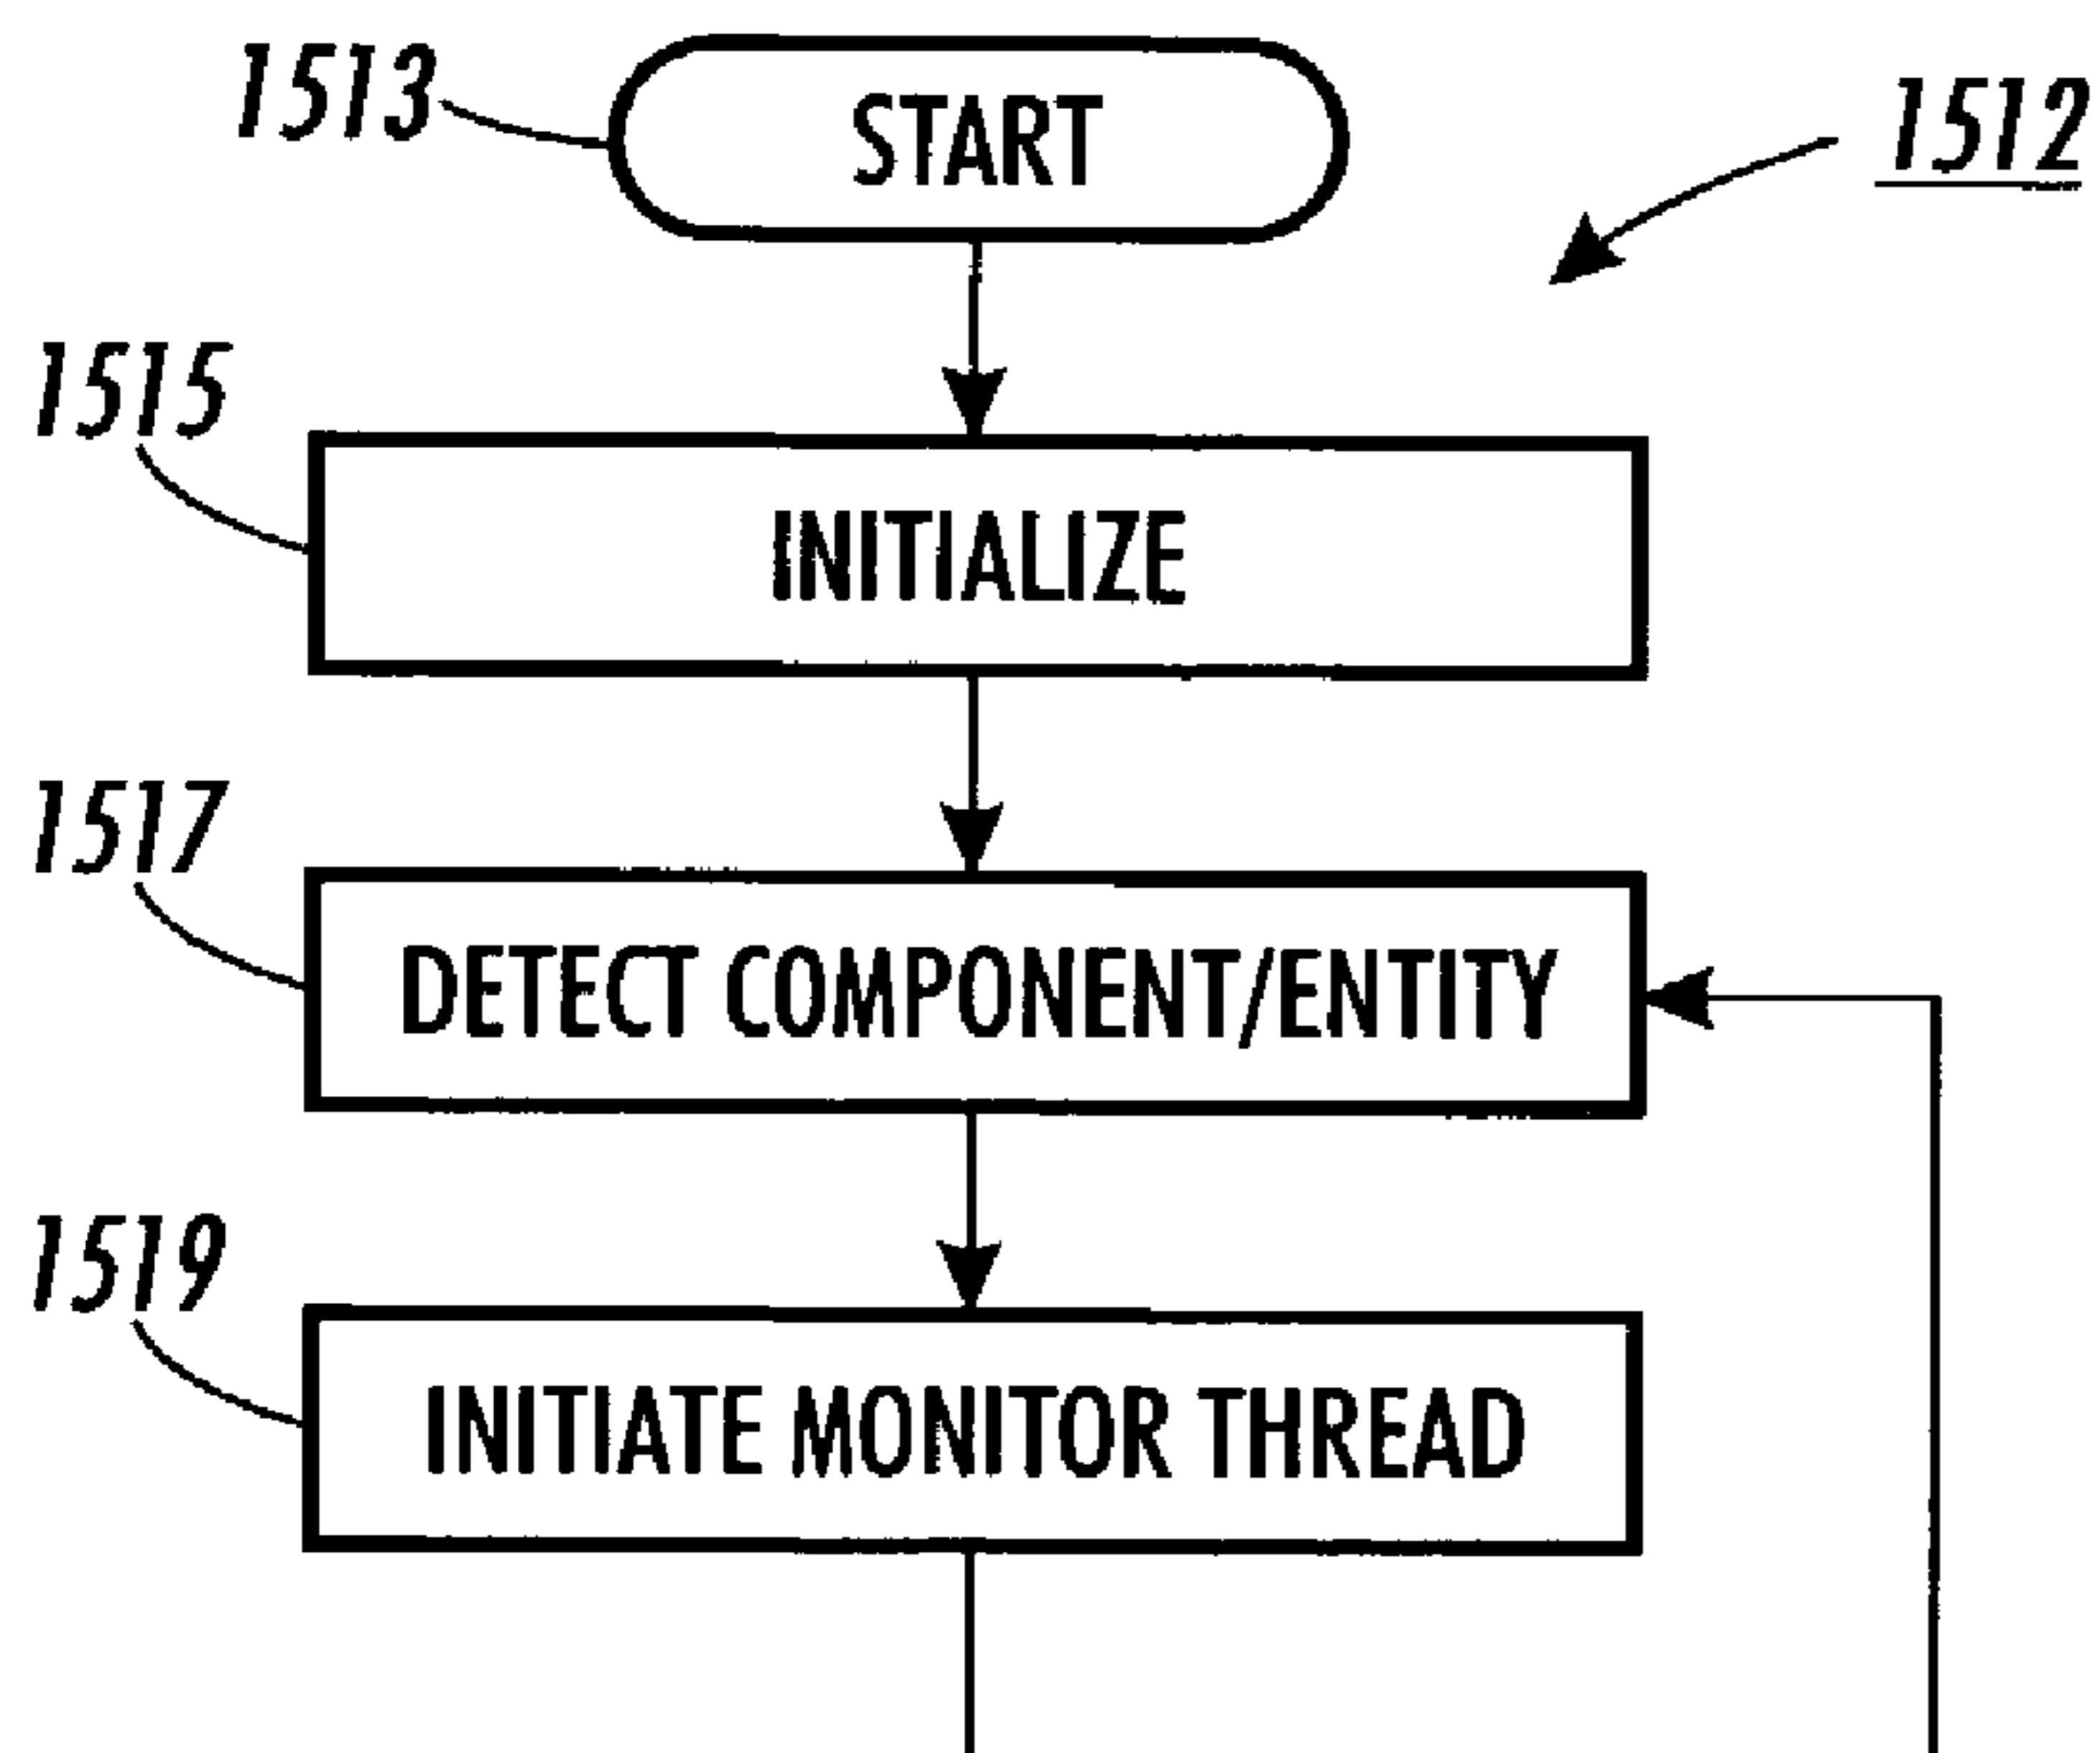 1513
START
1512
1515
INITIALIZE
1517
DETECT COMPONENT/ENTITY
1519
INITIATE MONITOR THREAD